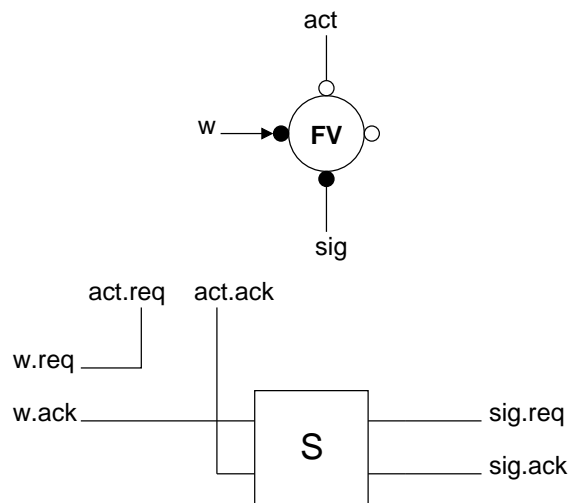 act
w
FV
sig
act.req act.ack
w.req
w.ack
sig.req
S
sig.ack